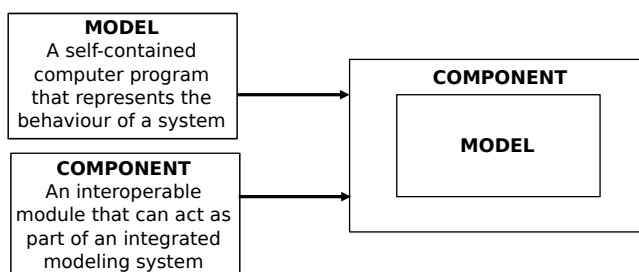 MODEL
A self-contained
computer program
that represents the
behaviour of a system
COMPONENT
An interoperable
module that can act as
part of an integrated
modeling system
COMPONENT
MODEL